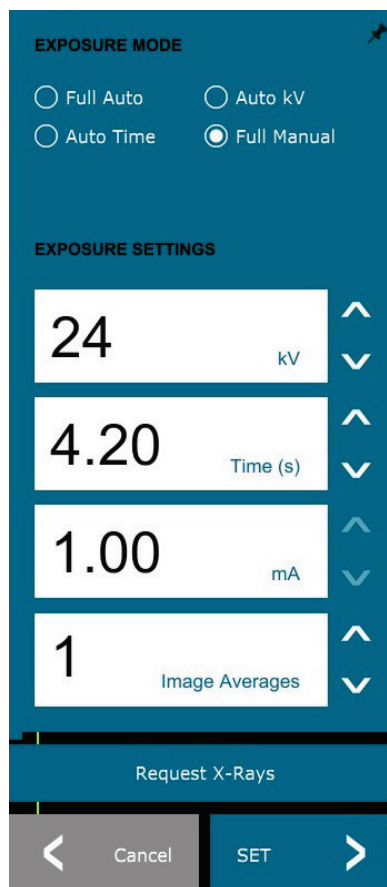 EXPOSURE MODE
Full Auto Auto kV
Auto Time Full Manual
EXPOSURE SETTINGS
24 kV
4.20 Time (s)
1.00 mA
1 Image Averages
Request X-Rays
Cancel SET